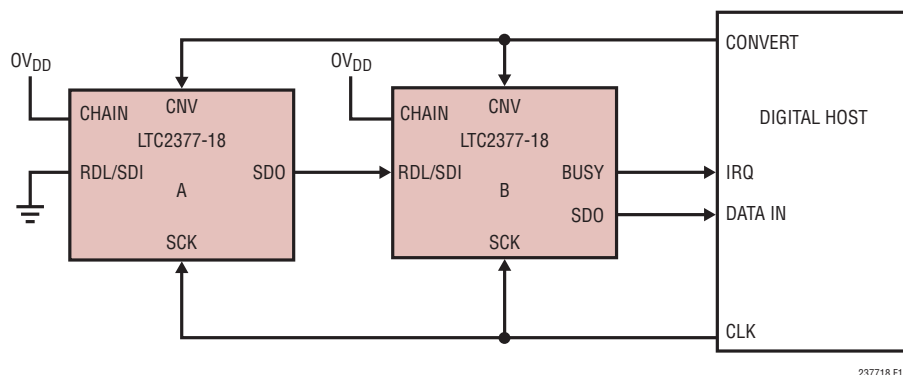 CONVERT
OVDD
OVDD
CHAIN
CNV
LTC2377-18
RDL/SDI
SDO
A
SCK
CHAIN
CNV
LTC2377-18
RDL/SDI
BUSY
B
SDO
SCK
DIGITAL HOST
IRQ
DATA IN
CLK
237718 F1